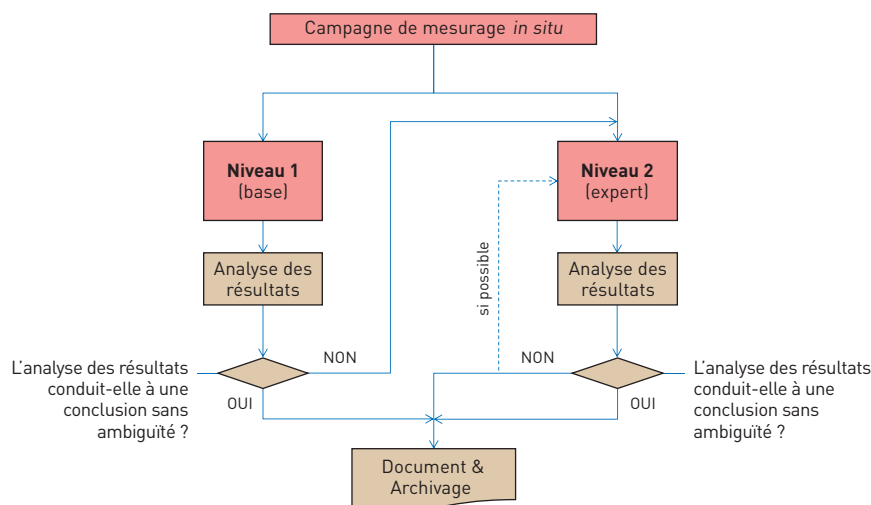 Campagne de mesurage in situ
Niveau 1
(base)
Niveau 2
(expert)
si possible
Analyse des
résultats
Analyse des
résultats
NON
NON
L'analyse des résultats
conduit-elle à une
conclusion sans
ambiguïté ?
OUI
OUI
L'analyse des résultats
conduit-elle à une
conclusion sans
ambiguïté ?
Document &
Archivage